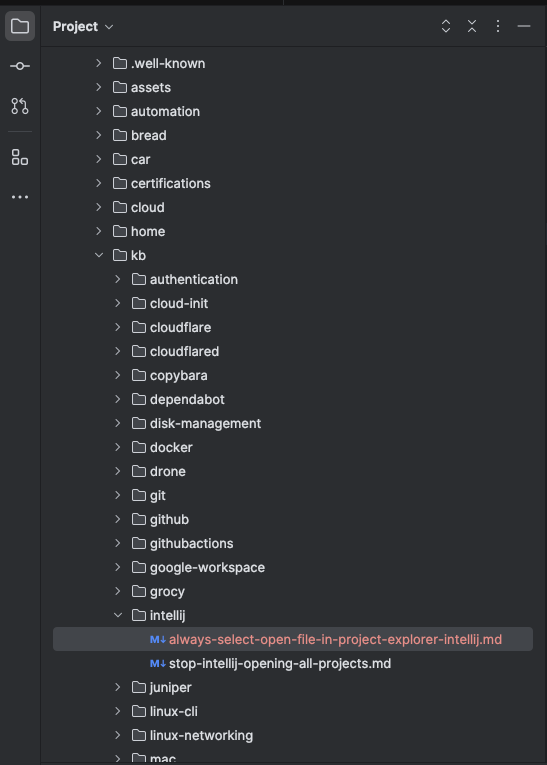 Project
.well-known
assets
automation
bread
car
certifications
cloud
home
kb
authentication
cloud-init
cloudflare
cloudflared
copybara
dependabot
disk-management
docker
drone
git
github
githubactions
google-workspace
grocy
intellij
M↓ always-select-open-file-in-project-explorer-intellij.md
M↓ stop-intellij-opening-all-projects.md
juniper
linux-cli
linux-networking
mac